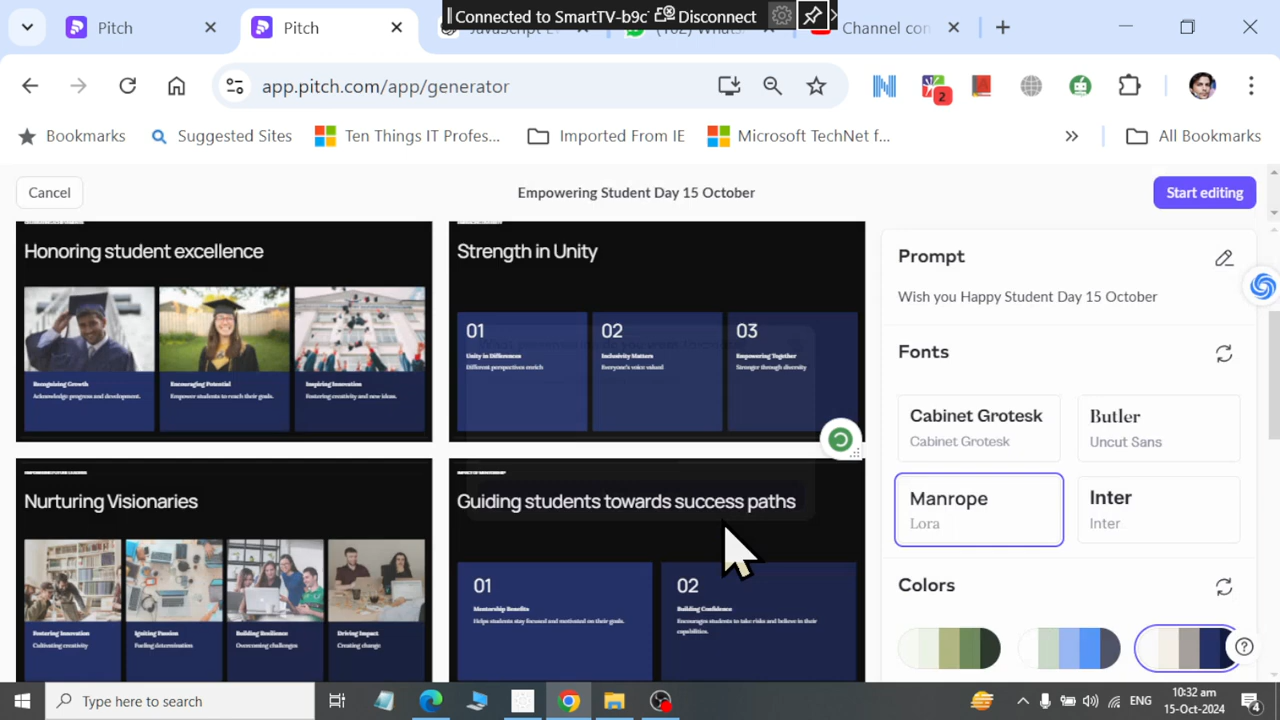 Pitch
Pitch
Connected to SmartTV-b9c
Disconnect
JavaScript
(102) Whats
Channel con
app.pitch.com/app/generator
2
Bookmarks
Suggested Sites
Ten Things IT Profes...
Imported From IE
Microsoft TechNet f...
All Bookmarks
Cancel
Empowering Student Day 15 October
Start editing
Honoring student excellence
Recognizing Growth
Acknowledge progress and development.
Encouraging Potential
Empower students to reach their goals.
Inspiring Innovation
Fostering creativity and new ideas.
Strength in Unity
01
Unity in Differences
Different perspectives enrich
02
Inclusivity Matters
Everyone's voice valued
03
Empowering Together
Stronger through diversity
Nurturing Visionaries
Fostering Innovation
Cultivating creativity
Igniting Passion
Fueling determination
Building Resilience
Overcoming challenges
Driving Impact
Creating change
Guiding students towards success paths
01
Mentorship Benefits
Helps students stay focused and motivated on their goals.
02
Building Confidence
Encourages students to take risks and believe in their
capabilities.
Prompt
Wish you Happy Student Day 15 October
Fonts
Cabinet Grotesk
Cabinet Grotesk
Butler
Uncut Sans
Manrope
Lora
Inter
Inter
Colors
Type here to search
ENG
10:32 am
15-Oct-2024
4